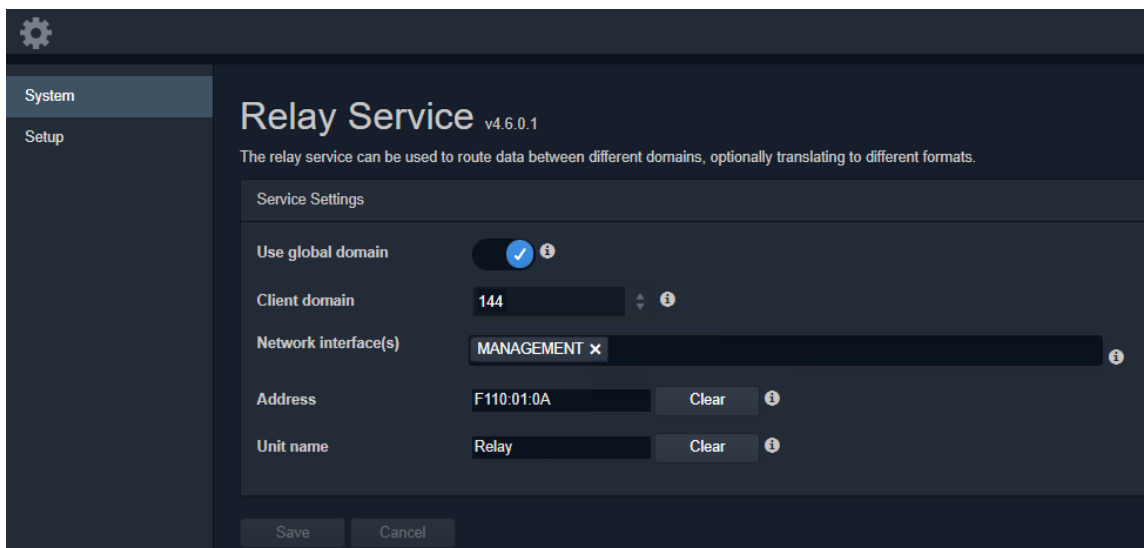 System
Setup
Relay Service v4.6.0.1
The relay service can be used to route data between different domains, optionally translating to different formats.
Service Settings
Use global domain
Client domain 144
Network interface(s) MANAGEMENT ×
Address F110:01:0A Clear
Unit name Relay Clear
Save Cancel